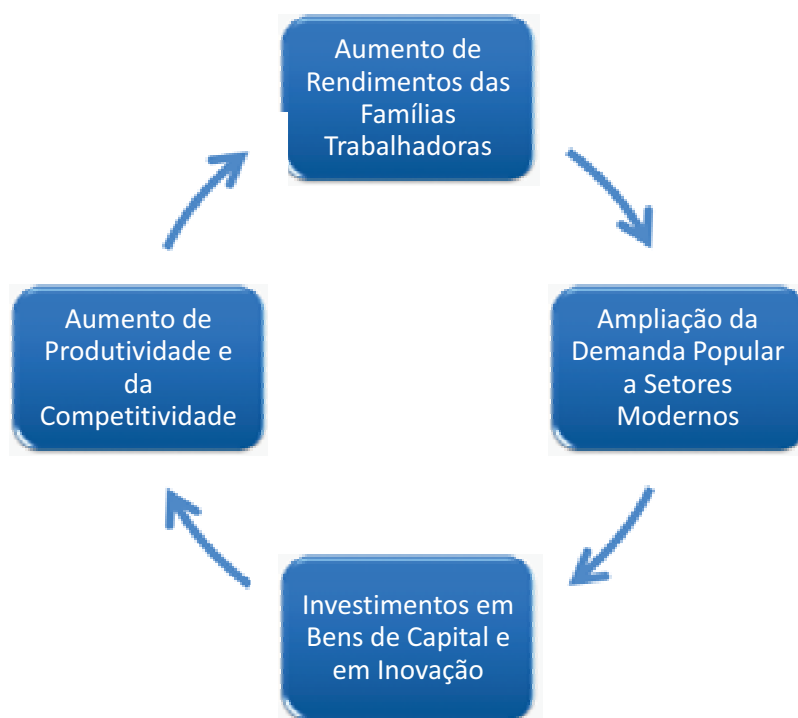 Aumento de
Rendimentos das
Famílias
Trabalhadoras
Ampliação da
Demanda Popular
a Setores
Modernos
Investimentos em
Bens de Capital e
em Inovação
Aumento de
Produtividade e
da
Competitividade